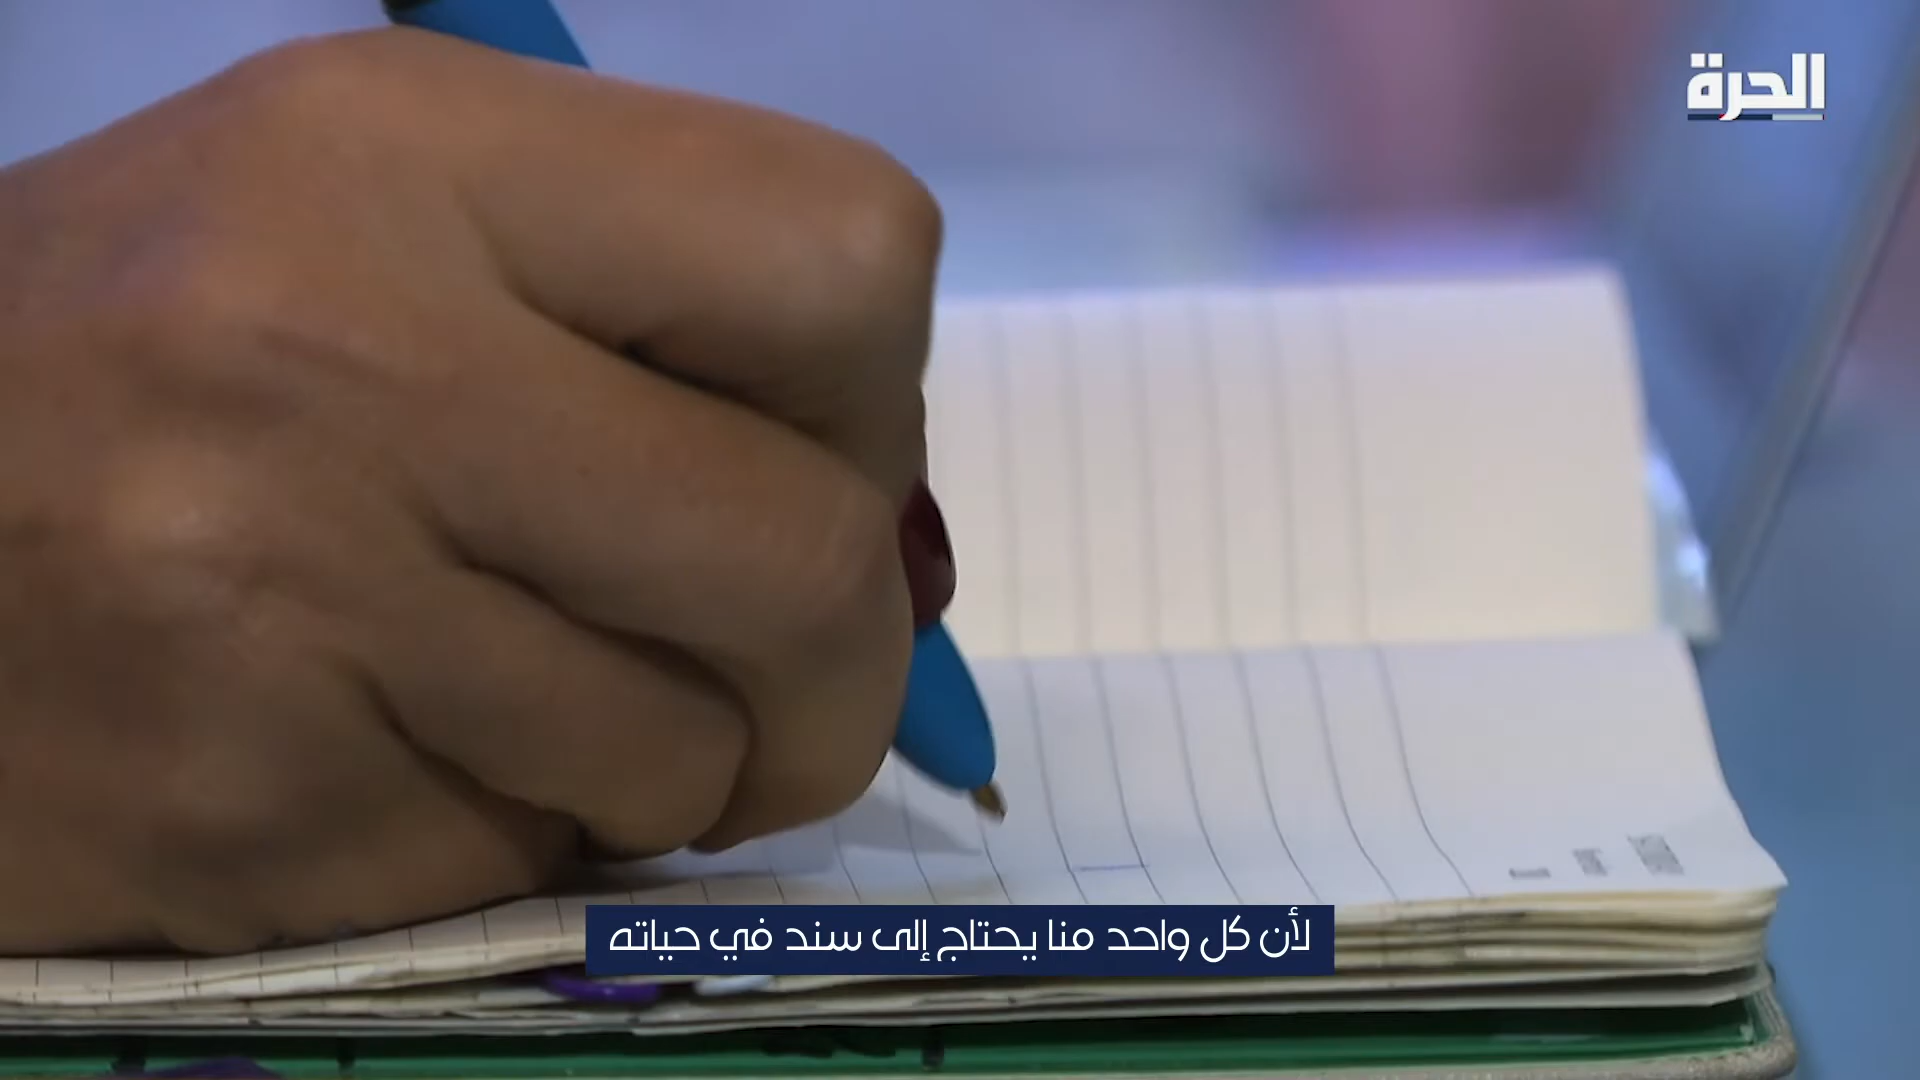 الحرة
لأن كل واحد منا يحتاج إلى سند في حياته